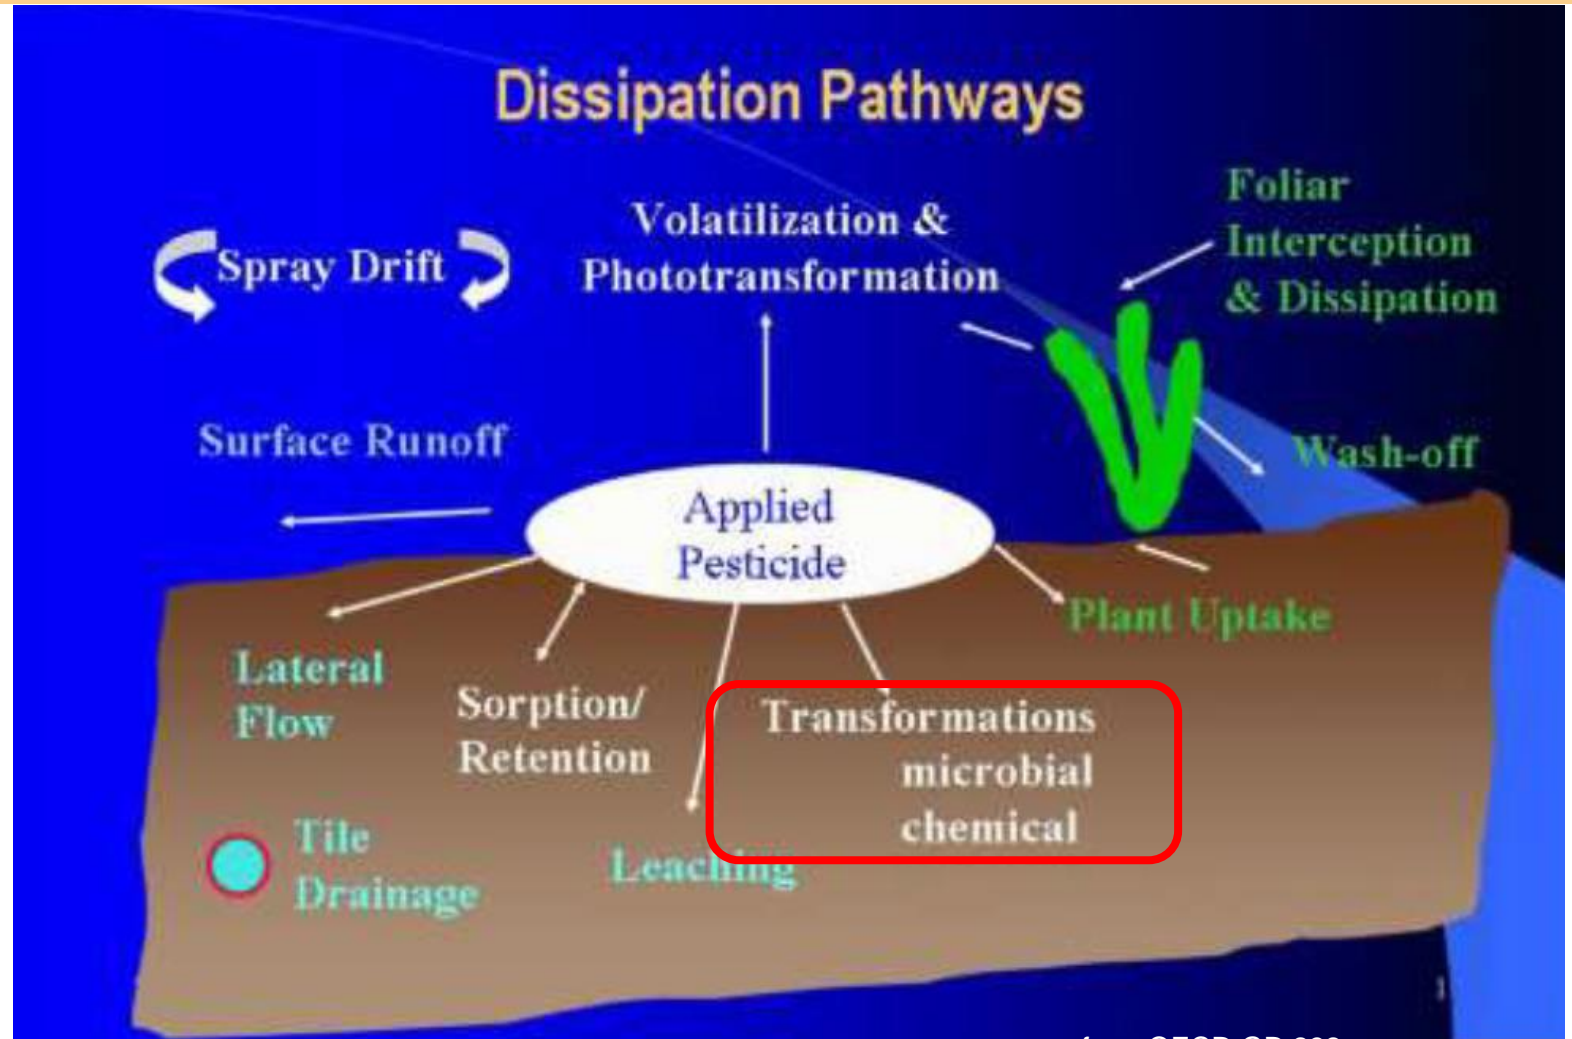 Dissipation Pathways
Foliar
Interception
& Dissipation
Volatilization &
Phototransformation
Spray Drift
Surface Runoff
Wash-off
Applied
Pesticide
Plant Uptake
Lateral
Flow
Sorption/
Retention
Transformations
microbial
chemical
Tile
Drainage
Leaching
1